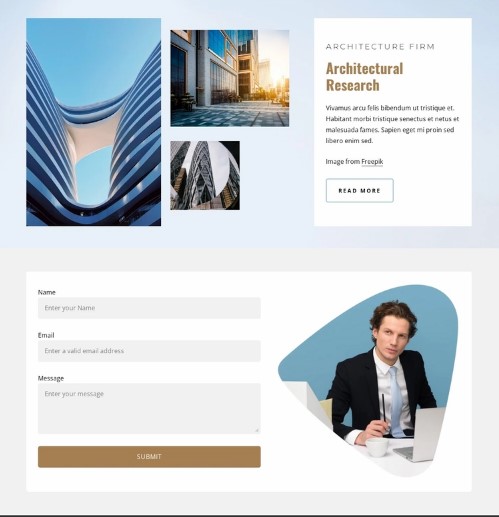 ARCHITECTURE FIRM
Architectural
Research
Vivamus arcu felis bibendum ut tristique et.
Habitant morbi tristique senectus et netus et
malesuada fames. Sapien eget mi proin sed
libero enim sed.
Image from Freepik
READ MORE
Name
Enter your Name
Email
Enter a valid email address
Message
Enter your message
SUBMIT